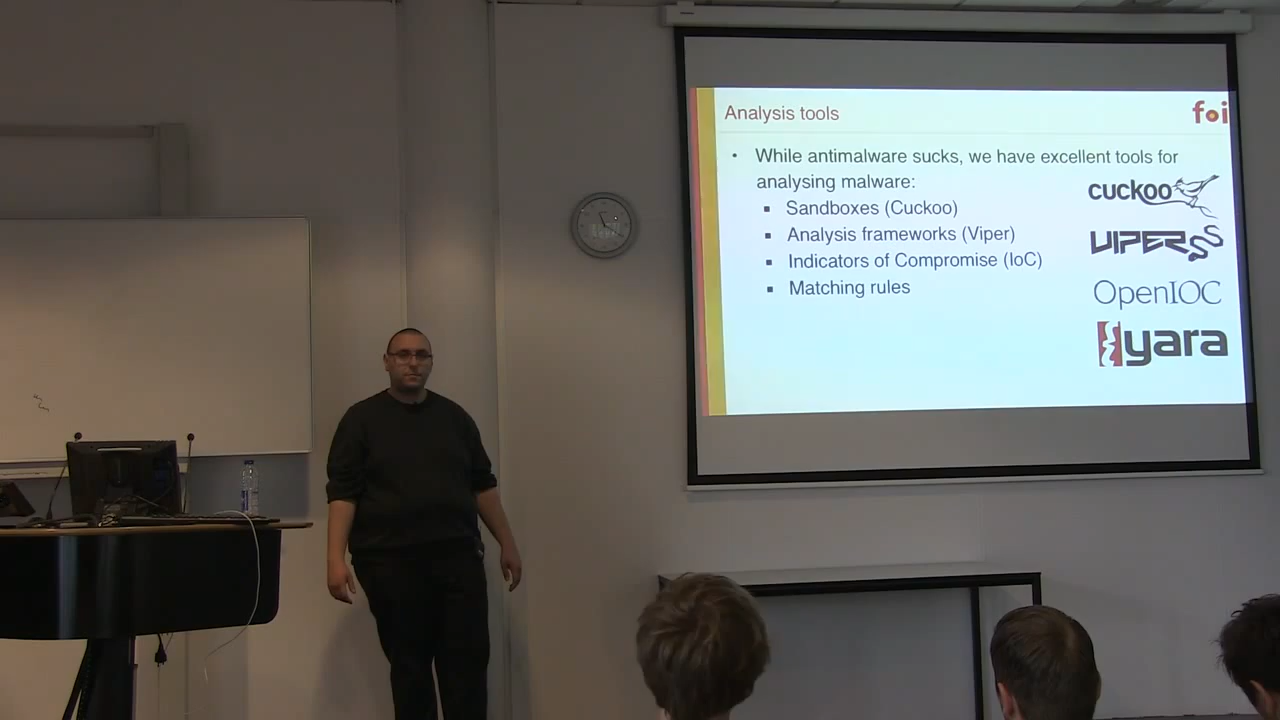 Analysis tools
foi
• While antimalware sucks, we have excellent tools for
analysing malware:
▪ Sandboxes (Cuckoo)
▪ Analysis frameworks (Viper)
▪ Indicators of Compromise (IoC)
▪ Matching rules
cuckoo
VIPER
OpenIOC
yara